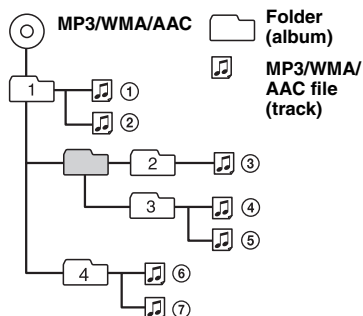 MP3/WMA/AAC
Folder
(album)
MP3/WMA/
AAC file
(track)
1
①
②
2
③
3
④
⑤
4
⑥
⑦